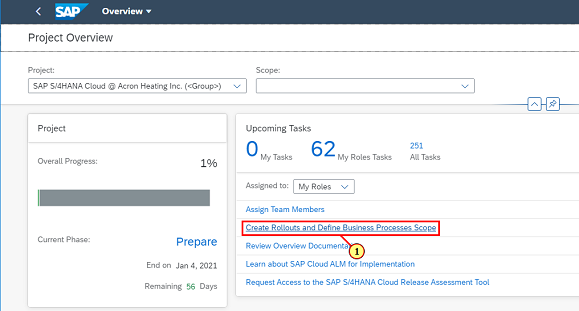 SAP Overview
Project Overview
Project: Scope:
SAP S/4HANA Cloud @ Acron Heating Inc. (<Group>)
Project
Overall Progress: 1%
Current Phase: Prepare
End on Jan 4, 2021
Remaining 56 Days
Upcoming Tasks
0 My Tasks 62 My Roles Tasks 251 All Tasks
Assigned to: My Roles
Assign Team Members
Create Rollouts and Define Business Processes Scope
Review Overview Documenta
1
Learn about SAP Cloud ALM for Implementation
Request Access to the SAP S/4HANA Cloud Release Assessment Tool